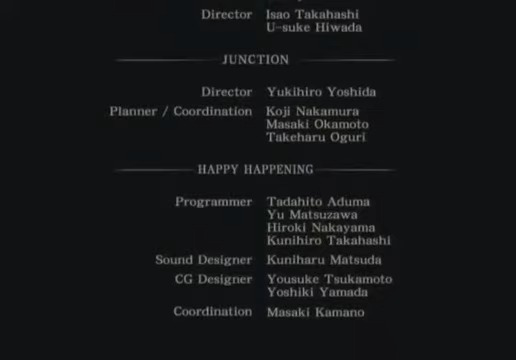 Director Isao Takahashi
U-suke Hiwada
JUNCTION
Director Yukihiro Yoshida
Planner / Coordination Koji Nakamura
Masaki Okamoto
Takeharu Oguri
HAPPY HAPPENING
Programmer Tadahito Aduma
Yu Matsuzawa
Hiroki Nakayama
Kunihiro Takahashi
Sound Designer Kuniharu Matsuda
CG Designer Yousuke Tsukamoto
Yoshiki Yamada
Coordination Masaki Kamano